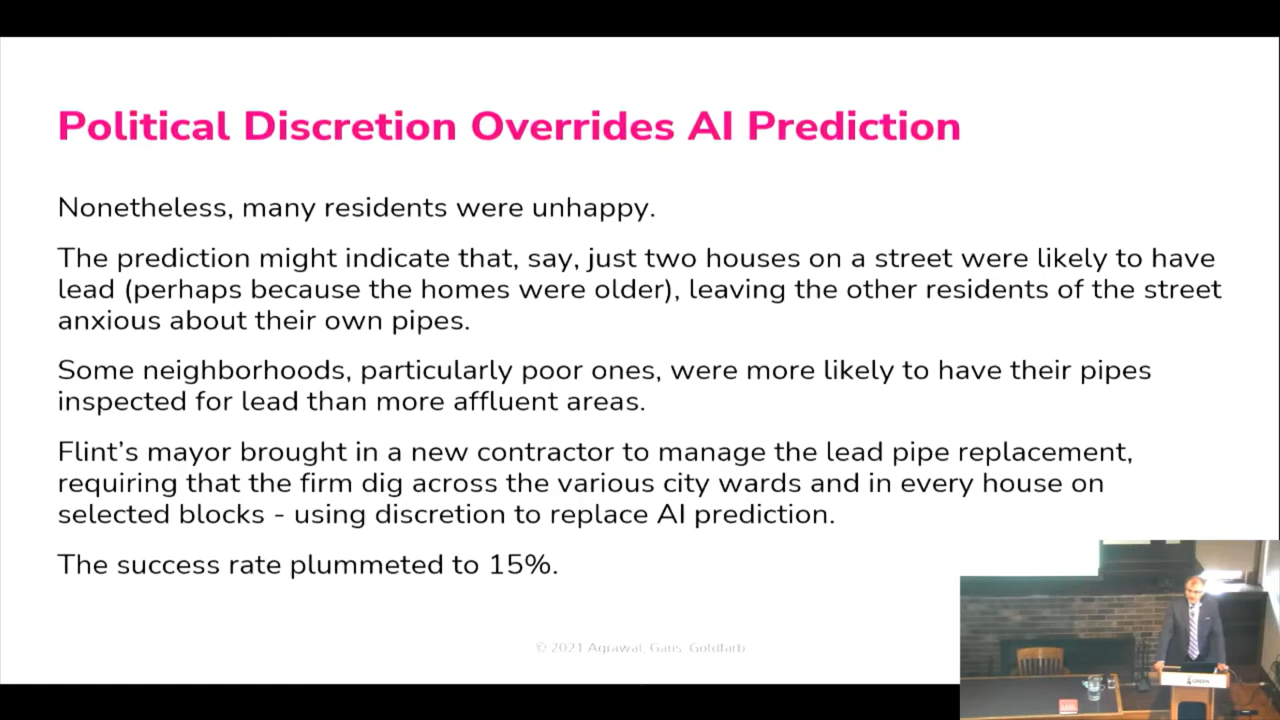 Political Discretion Overrides AI Prediction
Nonetheless, many residents were unhappy.
The prediction might indicate that, say, just two houses on a street were likely to have
lead (perhaps because the homes were older), leaving the other residents of the street
anxious about their own pipes.
Some neighborhoods, particularly poor ones, were more likely to have their pipes
inspected for lead than more affluent areas.
Flint's mayor brought in a new contractor to manage the lead pipe replacement,
requiring that the firm dig across the various city wards and in every house on
selected blocks - using discretion to replace AI prediction.
The success rate plummeted to 15%.
© 2021 Agrawal, Gans, Goldfarb